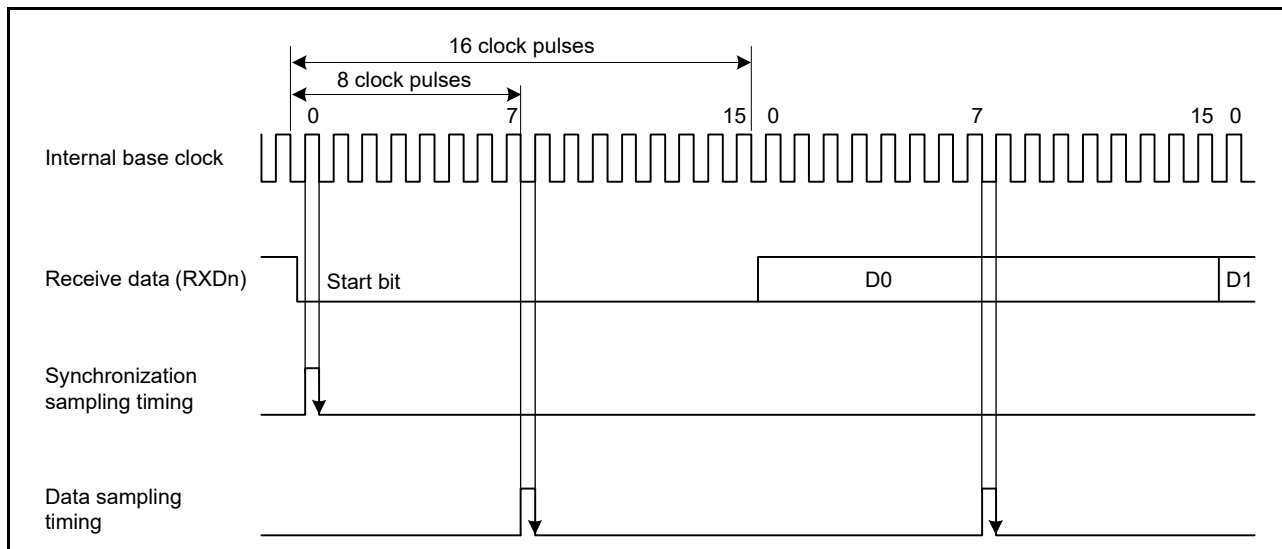 16 clock pulses
8 clock pulses
0 7 15 0 7 15 0
Internal base clock
Receive data (RXDn)
Start bit
D0
D1
Synchronization
sampling timing
Data sampling
timing